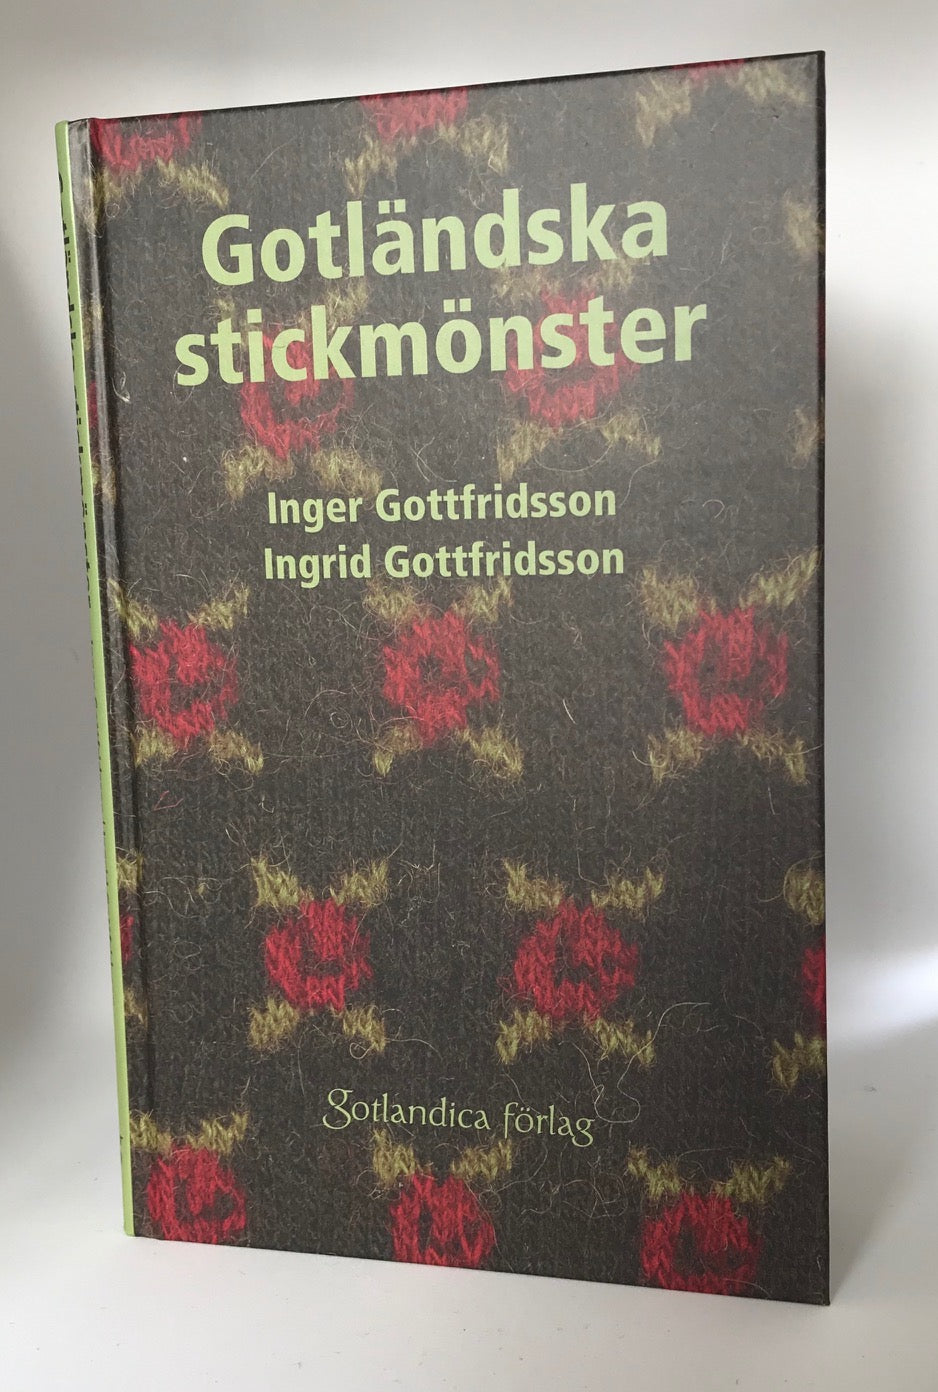 Gotländska
stickmönster
Inger Gottfridsson
Ingrid Gottfridsson
Gotlandica förlag